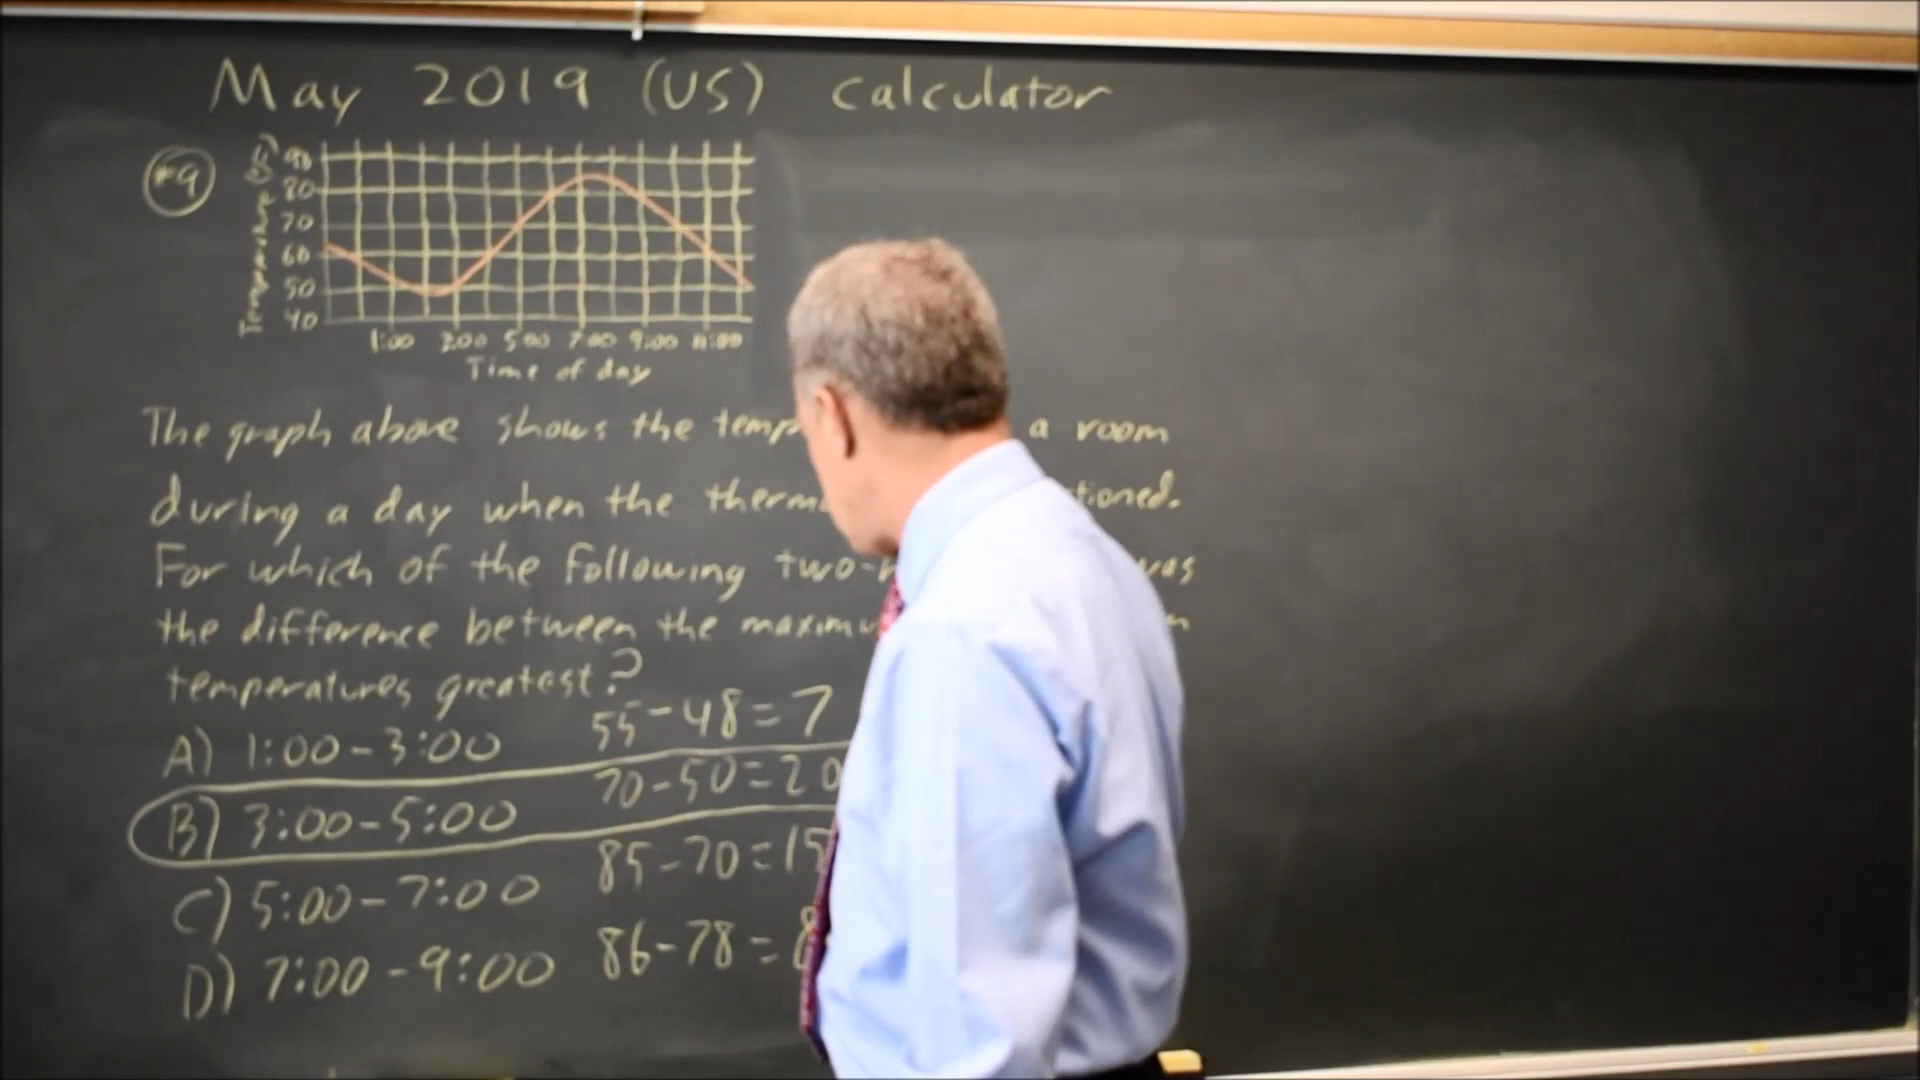 May 2019 (US) Calculator
#9
Temperature (°F)
90
80
70
60
50
40
1:00 3:00 5:00 7:00 9:00 11:00
Time of day
The graph above shows the temp a room
during a day when the therm tioned.
For which of the following two- was
the difference between the maximu
temperatures greatest?
A) 1:00-3:00 55-48=7
B) 3:00-5:00 70-50=20
C) 5:00-7:00 85-70=15
D) 7:00-9:00 86-78=8